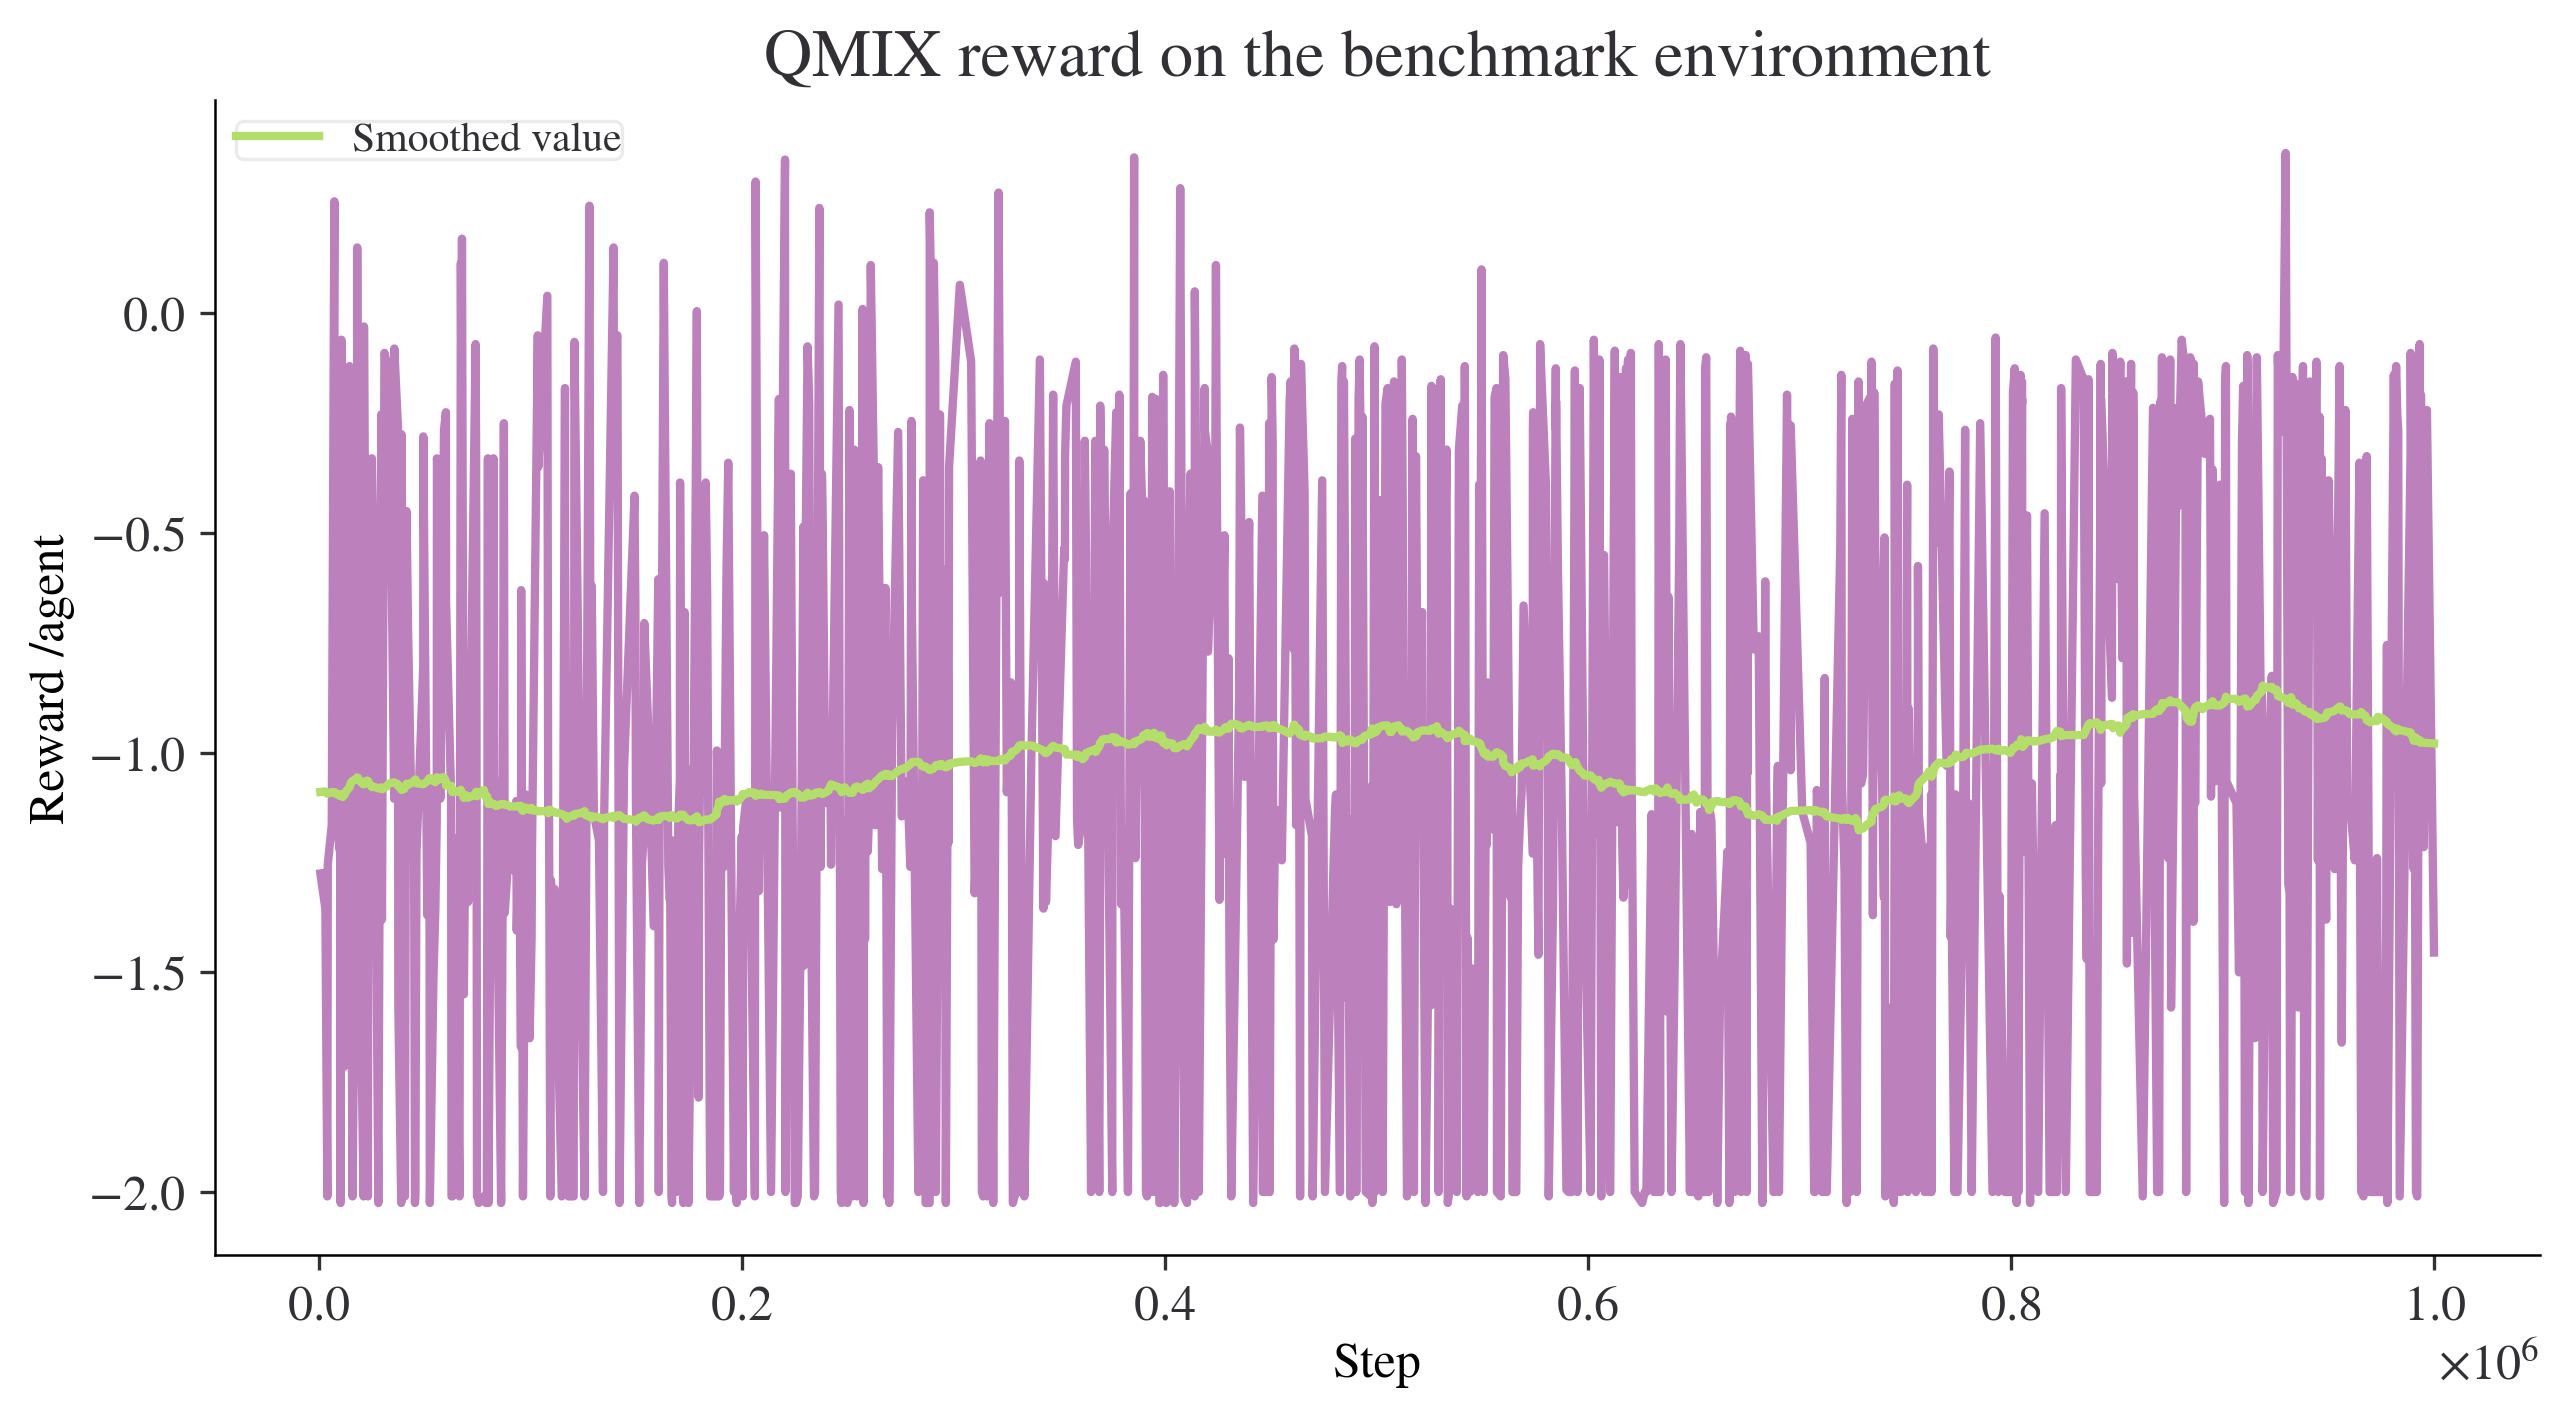 QMIX reward on the benchmark environment
Smoothed value
Reward /agent
0.0
−0.5
−1.0
−1.5
−2.0
0.0 0.2 0.4 0.6 0.8 1.0
×10⁶
Step